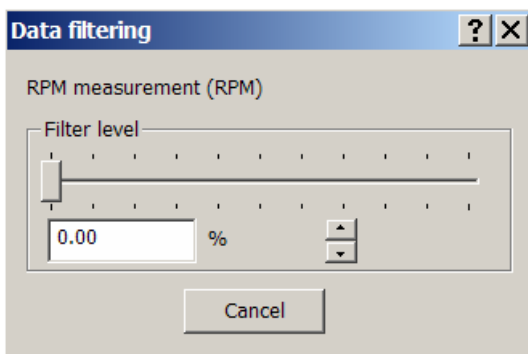 Data filtering
RPM measurement (RPM)
Filter level
0.00 %
Cancel